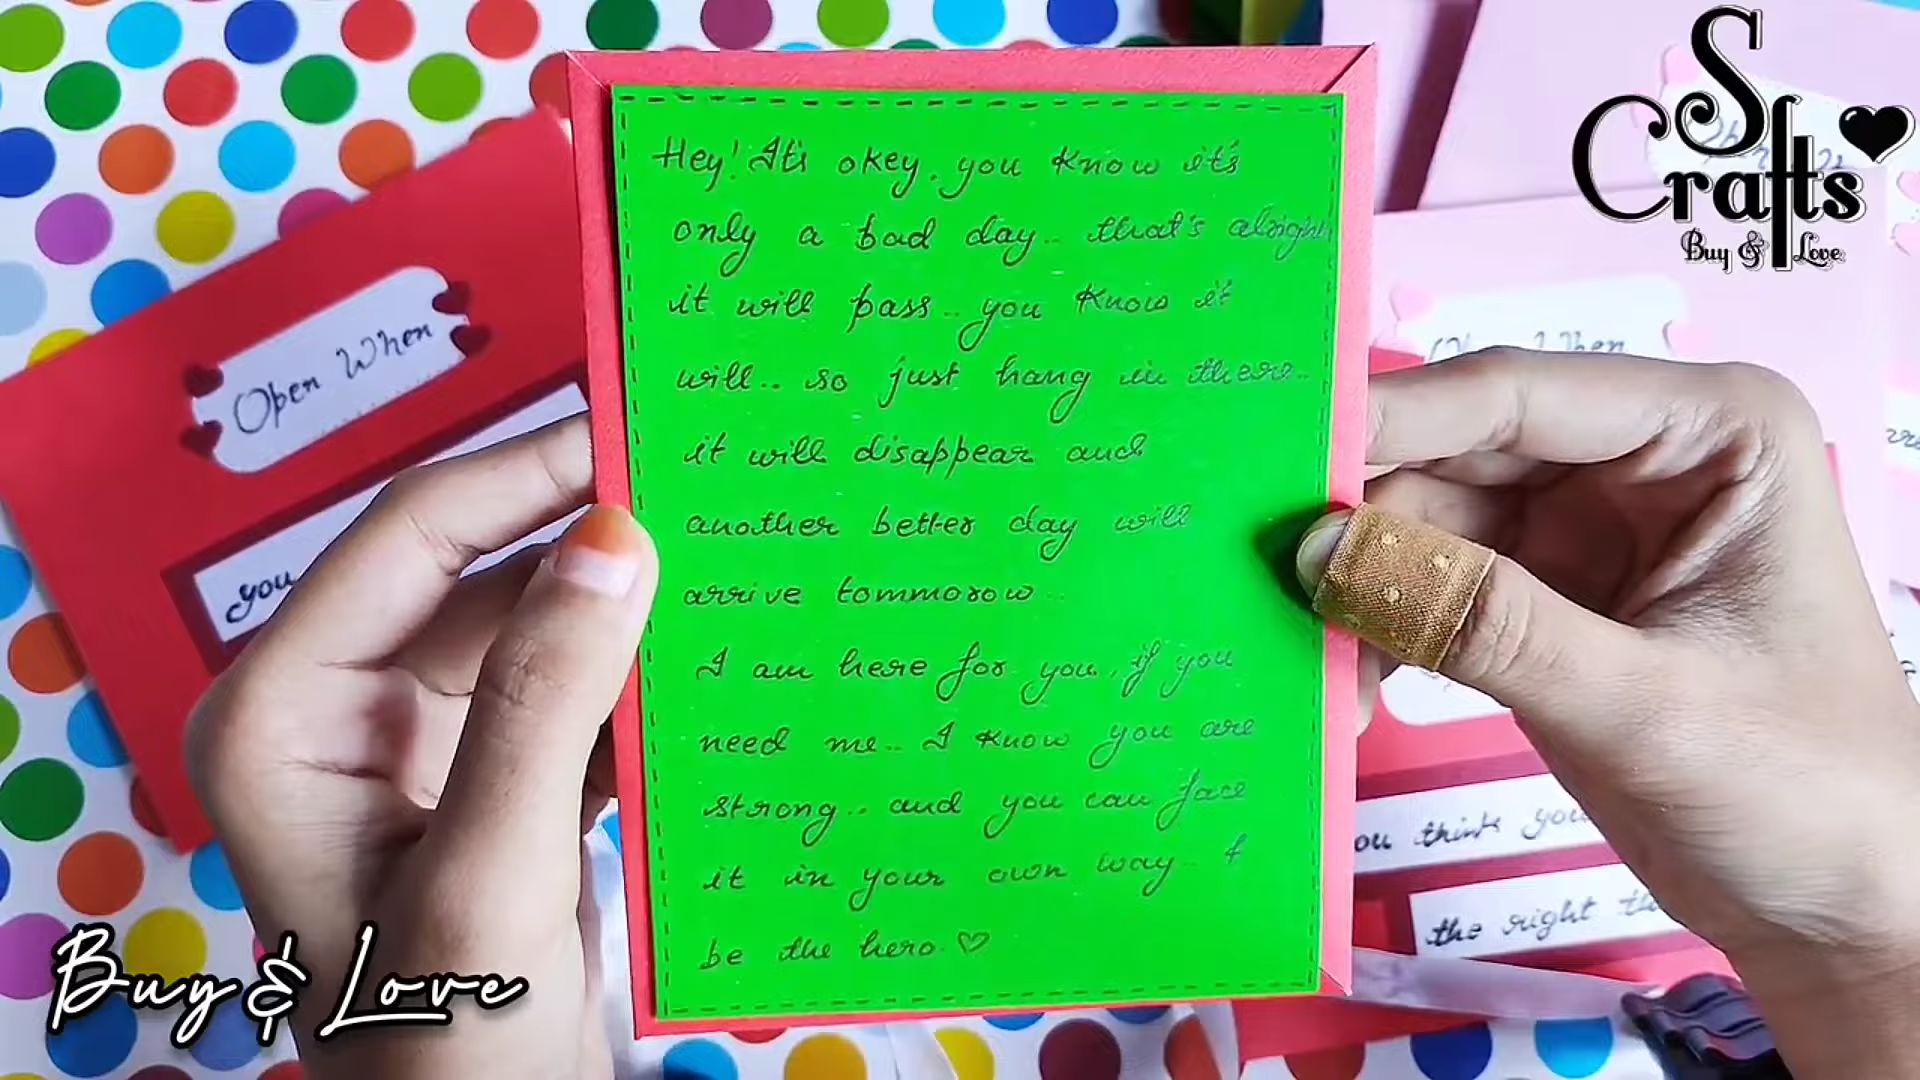 Hey! It's okey. you know it's
only a bad day.. that's alright
it will pass.. you know it
will.. so just hang in there..
it will disappear and
another better day will
arrive tommorow..
I am here for you, if you
need me.. I know you are
strong.. and you can face
it in your own way.. &
be the hero ♡
Open When
you
S Crafts
Buy & Love
Open When
ou think you
the right
Buy & Love